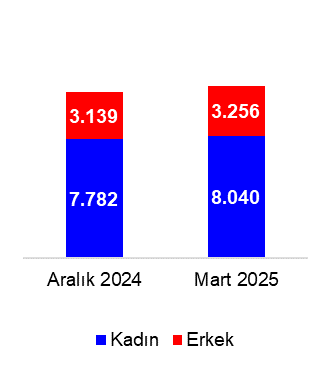 3.139 3.256
7.782 8.040
Aralık 2024 Mart 2025
Kadın Erkek